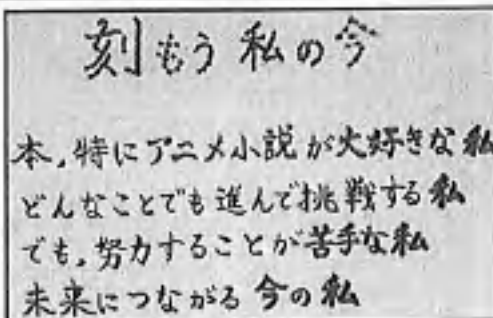 刻もう 私の今
本,特にアニメ小説が大好きな私
どんなことでも進んで挑戦する私
でも,努力することが苦手な私
未来につながる今の私